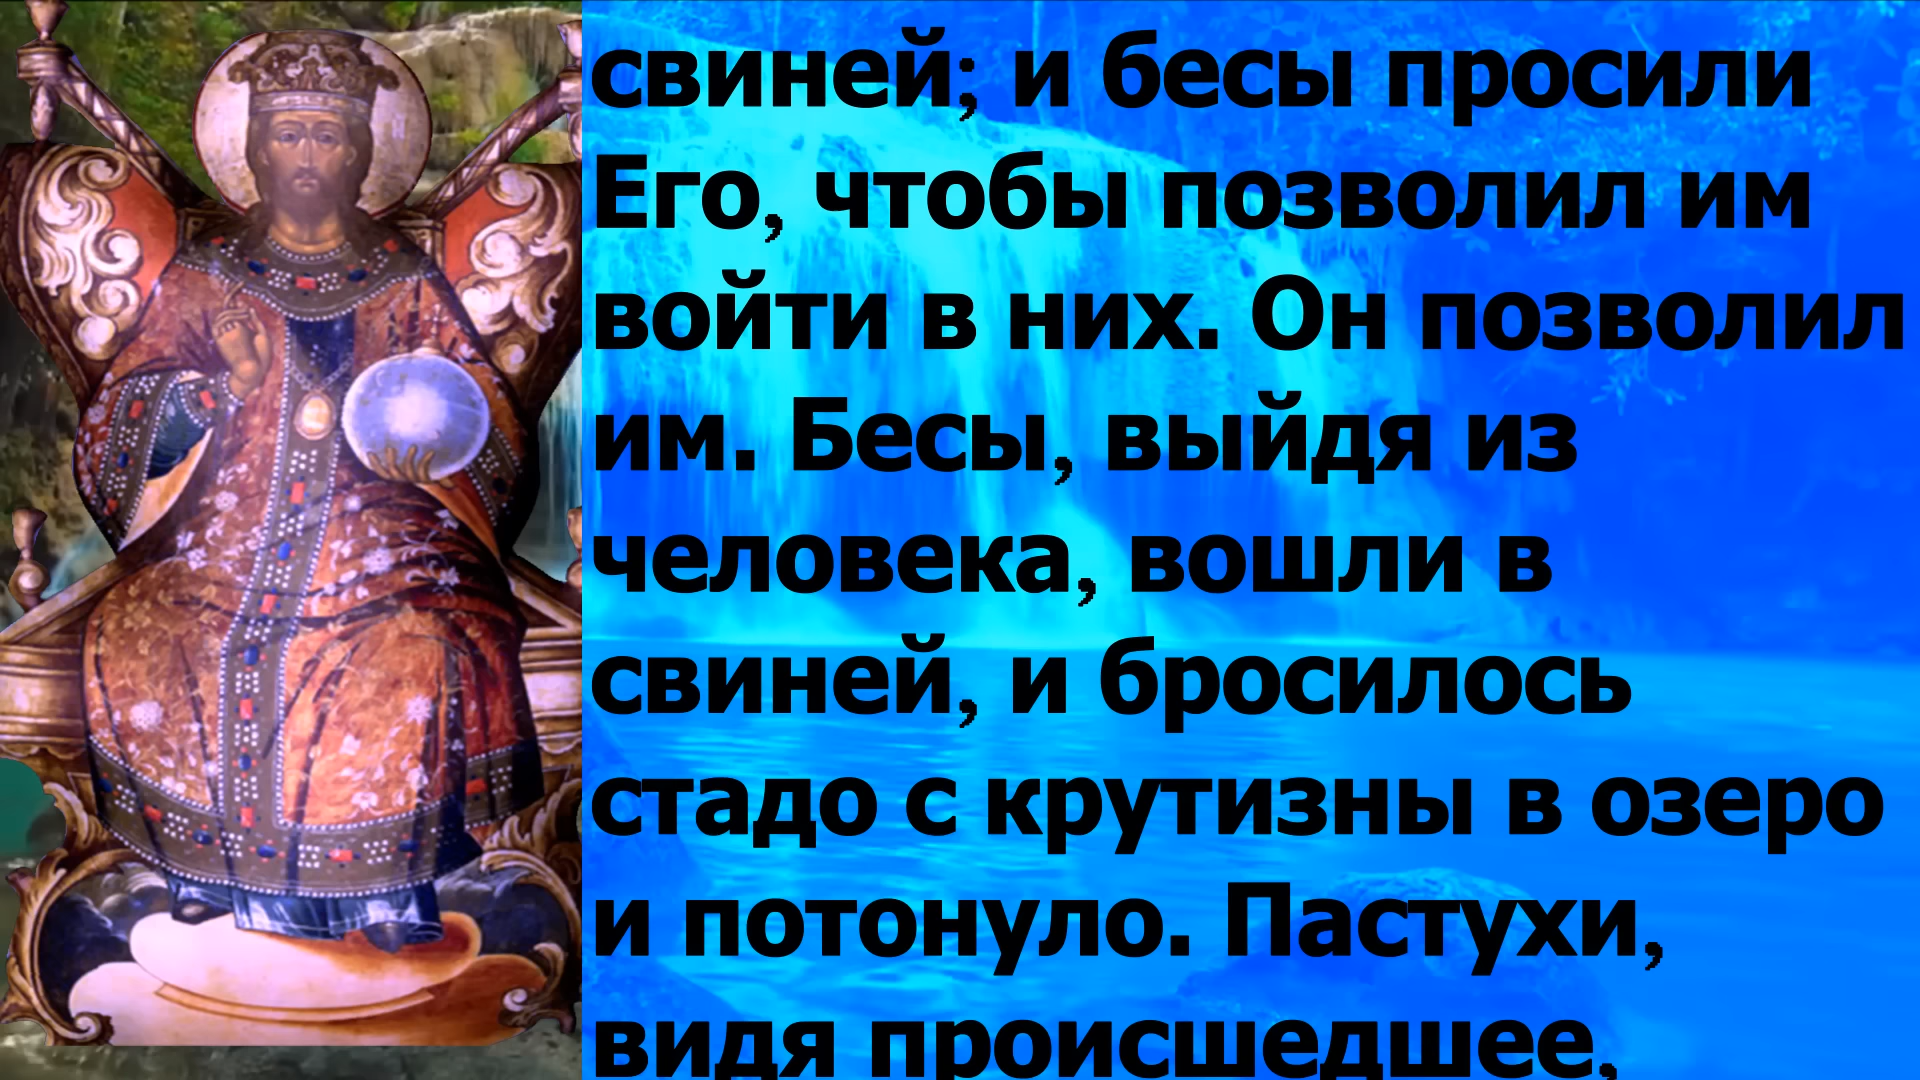 свиней; и бесы просили
Его, чтобы позволил им
войти в них. Он позволил
им. Бесы, выйдя из
человека, вошли в
свиней, и бросилось
стадо с крутизны в озеро
и потонуло. Пастухи,
видя происшедшее,